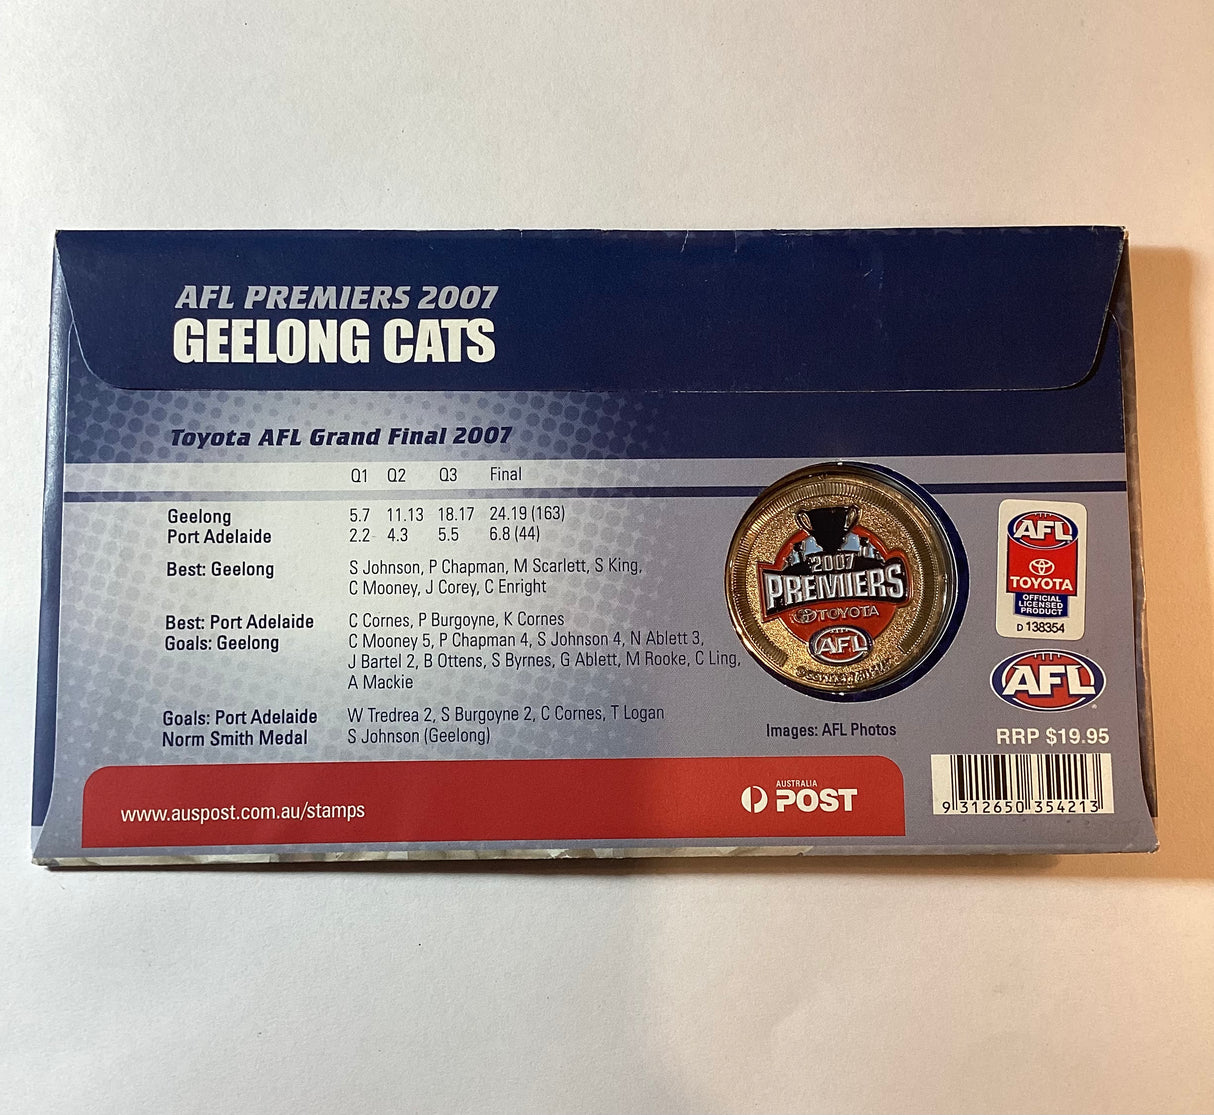 AFL PREMIERS 2007
GEELONG CATS
Toyota AFL Grand Final 2007
Q1 Q2 Q3 Final
Geelong 5.7 11.13 18.17 24.19 (163)
Port Adelaide 2.2 4.3 5.5 6.8 (44)
Best: Geelong S Johnson, P Chapman, M Scarlett, S King,
C Mooney, J Corey, C Enright
Best: Port Adelaide C Cornes, P Burgoyne, K Cornes
Goals: Geelong C Mooney 5, P Chapman 4, S Johnson 4, N Ablett 3,
J Bartel 2, B Ottens, S Byrnes, G Ablett, M Rooke, C Ling,
A Mackie
Goals: Port Adelaide W Tredrea 2, S Burgoyne 2, C Cornes, T Logan
Norm Smith Medal S Johnson (Geelong)
2007
PREMIERS
TOYOTA
AFL
Images: AFL Photos
AFL
TOYOTA
OFFICIAL
LICENSED
PRODUCT
D 138354
AFL
RRP $19.95
9 312650 354213
www.auspost.com.au/stamps
AUSTRALIA
POST